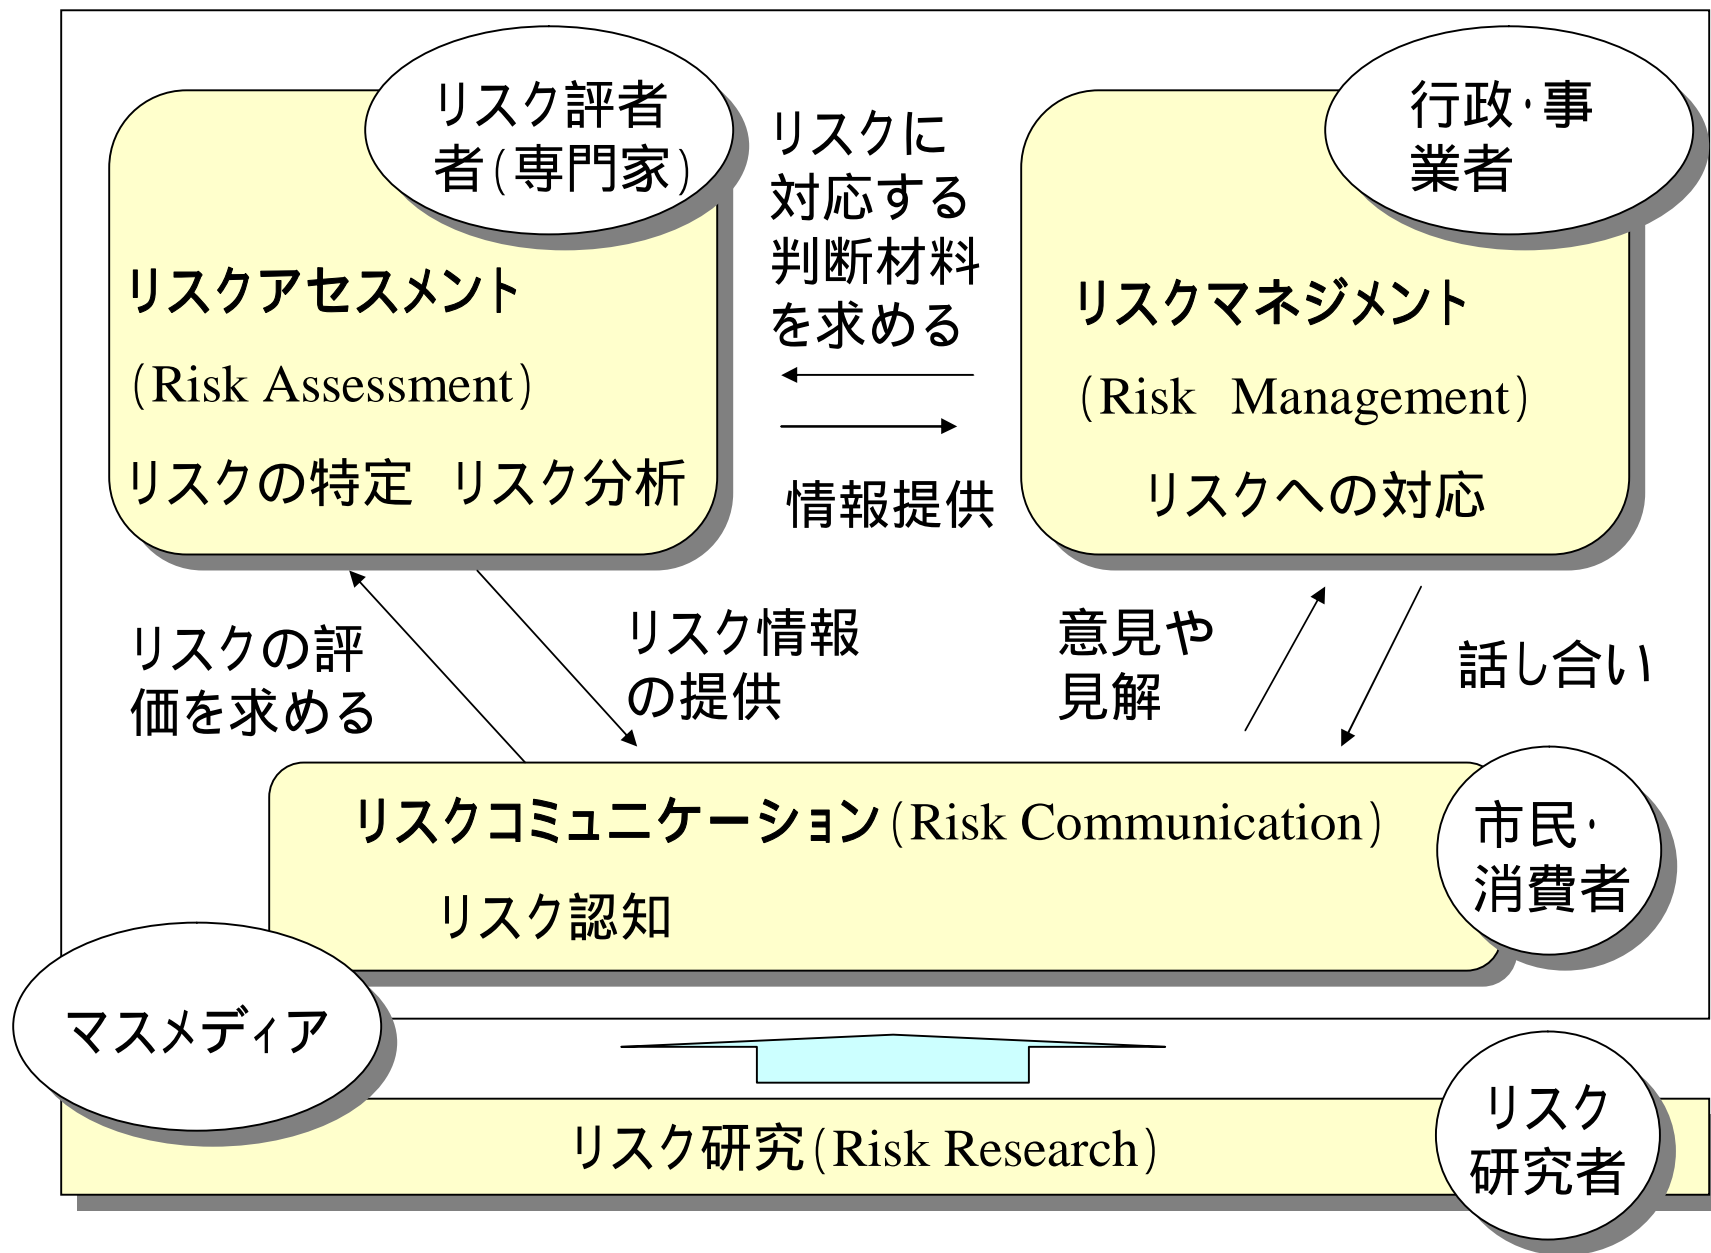 リスク評者
者(専門家)
リスクアセスメント
(Risk Assessment)
リスクの特定 リスク分析
リスクに
対応する
判断材料
を求める
情報提供
行政・事
業者
リスクマネジメント
(Risk Management)
リスクへの対応
リスクの評
価を求める
リスク情報
の提供
意見や
見解
話し合い
リスクコミュニケーション(Risk Communication)
リスク認知
市民・
消費者
マスメディア
リスク研究(Risk Research)
リスク
研究者